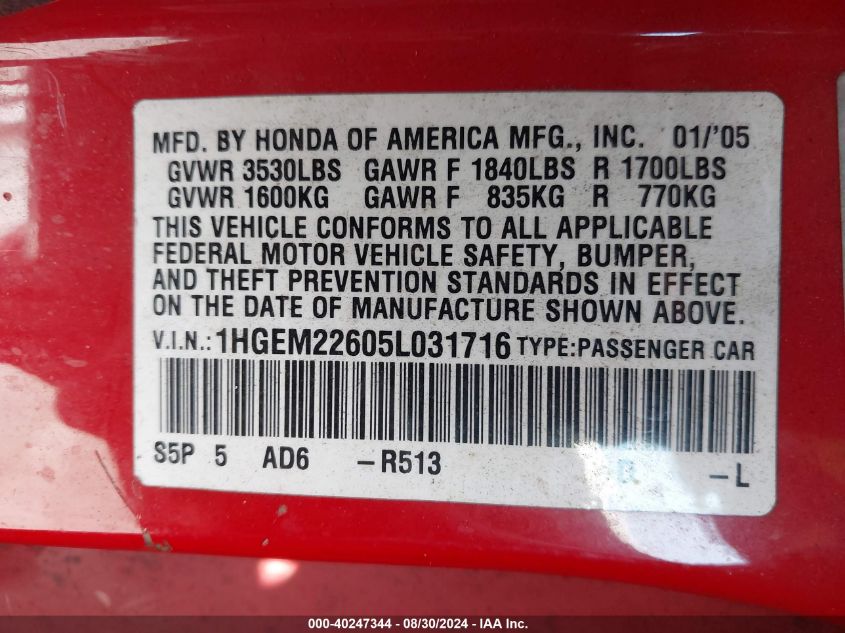 MFD. BY HONDA OF AMERICA MFG., INC. 01/'05
GVWR 3530LBS GAWR F 1840LBS R 1700LBS
GVWR 1600KG GAWR F 835KG R 770KG
THIS VEHICLE CONFORMS TO ALL APPLICABLE
FEDERAL MOTOR VEHICLE SAFETY, BUMPER,
AND THEFT PREVENTION STANDARDS IN EFFECT
ON THE DATE OF MANUFACTURE SHOWN ABOVE.
V.I.N.: 1HGEM22605L031716 TYPE:PASSENGER CAR
S5P 5 AD6 -R513 -L
000-40247344 - 08/30/2024 - IAA Inc.